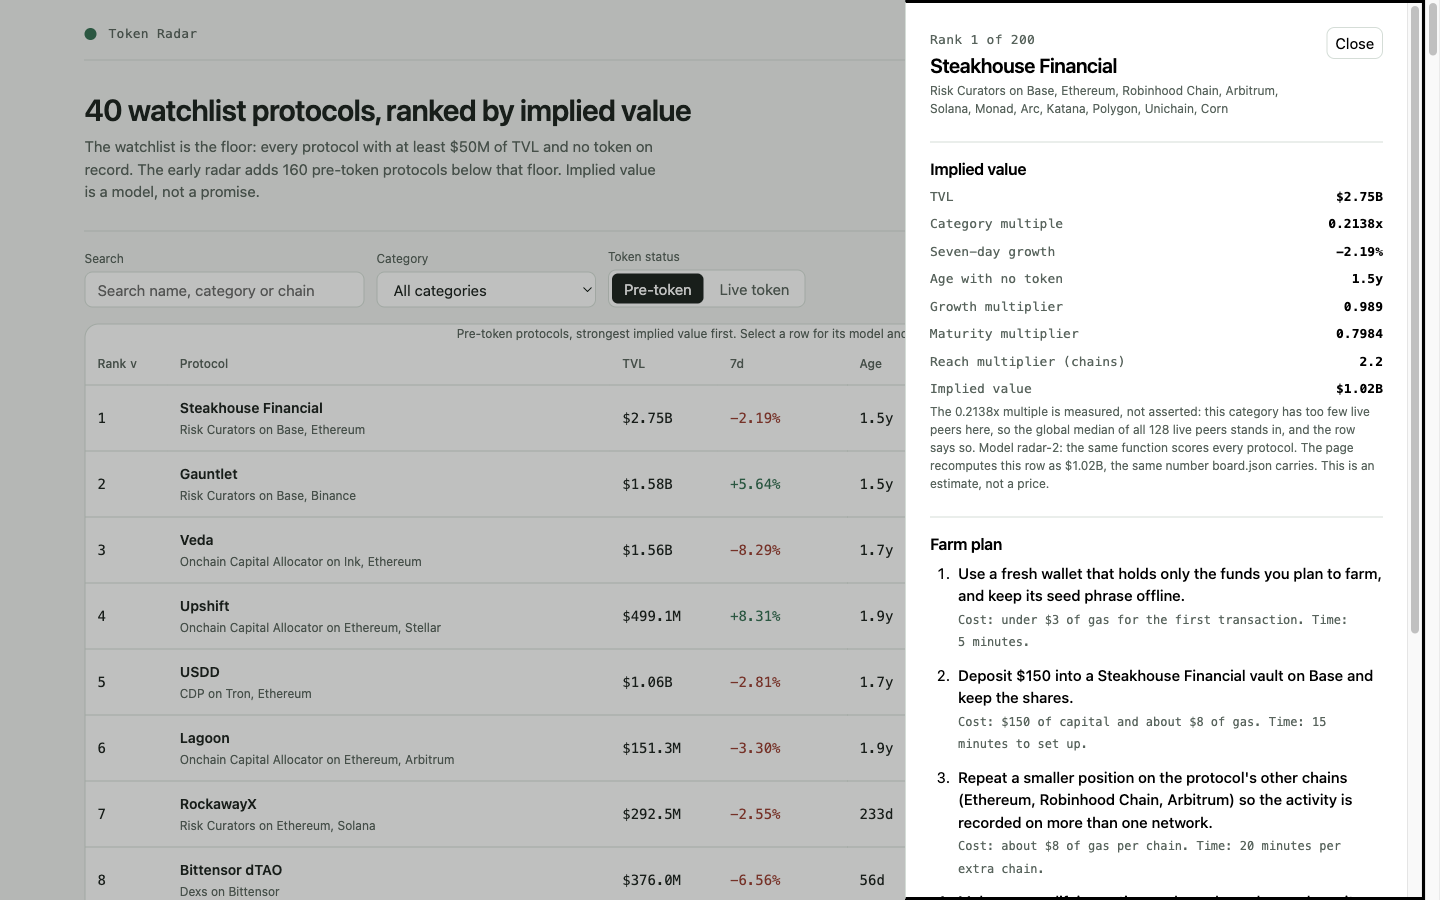 Token Radar
40 watchlist protocols, ranked by implied value
The watchlist is the floor: every protocol with at least $50M of TVL and no token on
record. The early radar adds 160 pre-token protocols below that floor. Implied value
is a model, not a promise.
Search
Category
Token status
Search name, category or chain
All categories
Pre-token
Live token
Pre-token protocols, strongest implied value first. Select a row for its model and
Rank v Protocol TVL 7d Age
1 Steakhouse Financial $2.75B −2.19% 1.5y
Risk Curators on Base, Ethereum
2 Gauntlet $1.58B +5.64% 1.5y
Risk Curators on Base, Binance
3 Veda $1.56B −8.29% 1.7y
Onchain Capital Allocator on Ink, Ethereum
4 Upshift $499.1M +8.31% 1.9y
Onchain Capital Allocator on Ethereum, Stellar
5 USDD $1.06B −2.81% 1.7y
CDP on Tron, Ethereum
6 Lagoon $151.3M −3.30% 1.9y
Onchain Capital Allocator on Ethereum, Arbitrum
7 RockawayX $292.5M −2.55% 233d
Risk Curators on Ethereum, Solana
8 Bittensor dTAO $376.0M −6.56% 56d
Dexs on Bittensor
Rank 1 of 200
Close
Steakhouse Financial
Risk Curators on Base, Ethereum, Robinhood Chain, Arbitrum,
Solana, Monad, Arc, Katana, Polygon, Unichain, Corn
Implied value
TVL $2.75B
Category multiple 0.2138x
Seven-day growth −2.19%
Age with no token 1.5y
Growth multiplier 0.989
Maturity multiplier 0.7984
Reach multiplier (chains) 2.2
Implied value $1.02B
The 0.2138x multiple is measured, not asserted: this category has too few live
peers here, so the global median of all 128 live peers stands in, and the row
says so. Model radar-2: the same function scores every protocol. The page
recomputes this row as $1.02B, the same number board.json carries. This is an
estimate, not a price.
Farm plan
1. Use a fresh wallet that holds only the funds you plan to farm,
and keep its seed phrase offline.
Cost: under $3 of gas for the first transaction. Time:
5 minutes.
2. Deposit $150 into a Steakhouse Financial vault on Base and
keep the shares.
Cost: $150 of capital and about $8 of gas. Time: 15
minutes to set up.
3. Repeat a smaller position on the protocol's other chains
(Ethereum, Robinhood Chain, Arbitrum) so the activity is
recorded on more than one network.
Cost: about $8 of gas per chain. Time: 20 minutes per
extra chain.